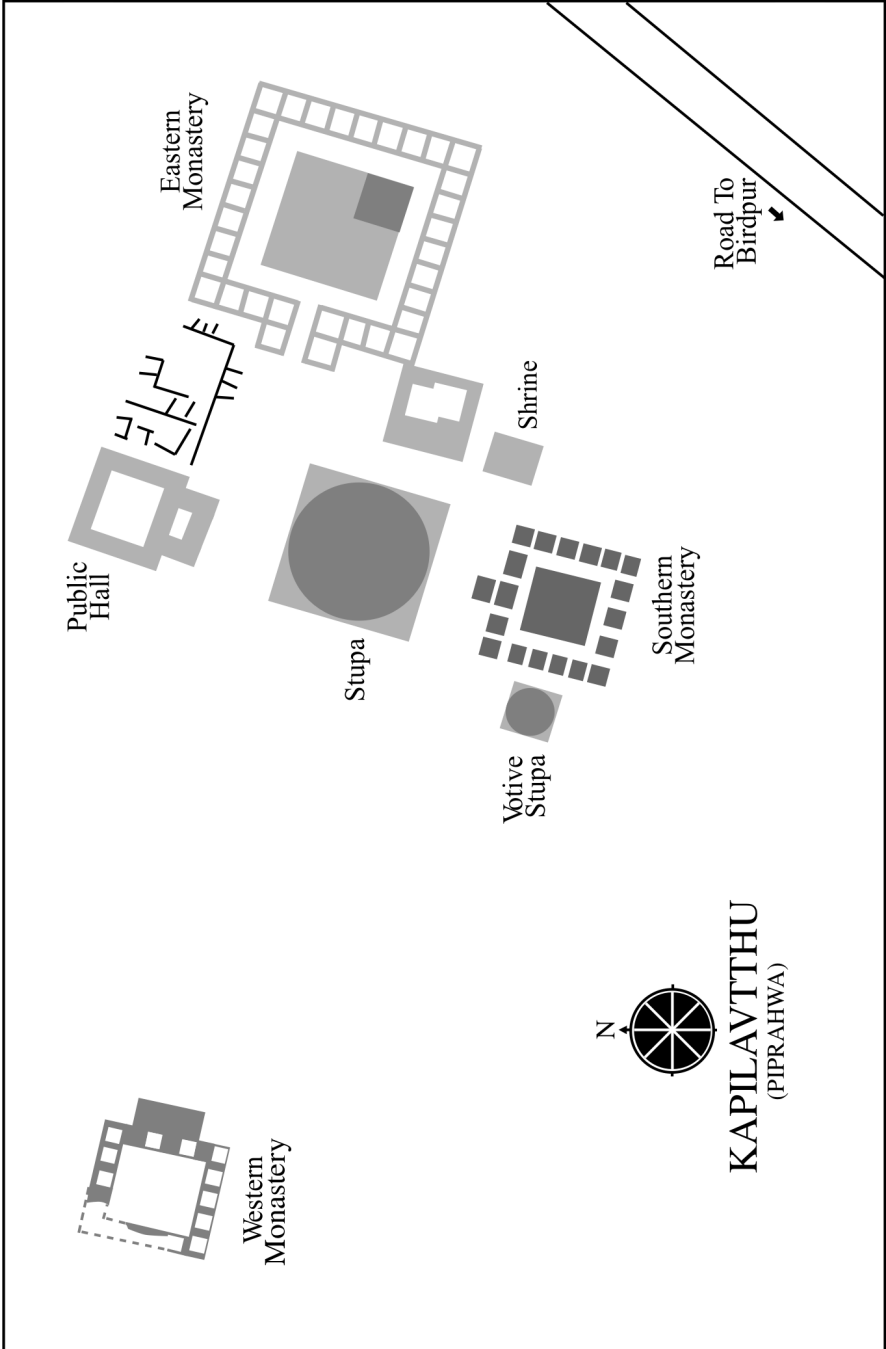 Eastern
Monastery
Road To
Birdpur
Shrine
Public
Hall
Stupa
Southern
Monastery
Votive
Stupa
Western
Monastery
N
KAPILAVTTHU
(PIPRAHWA)